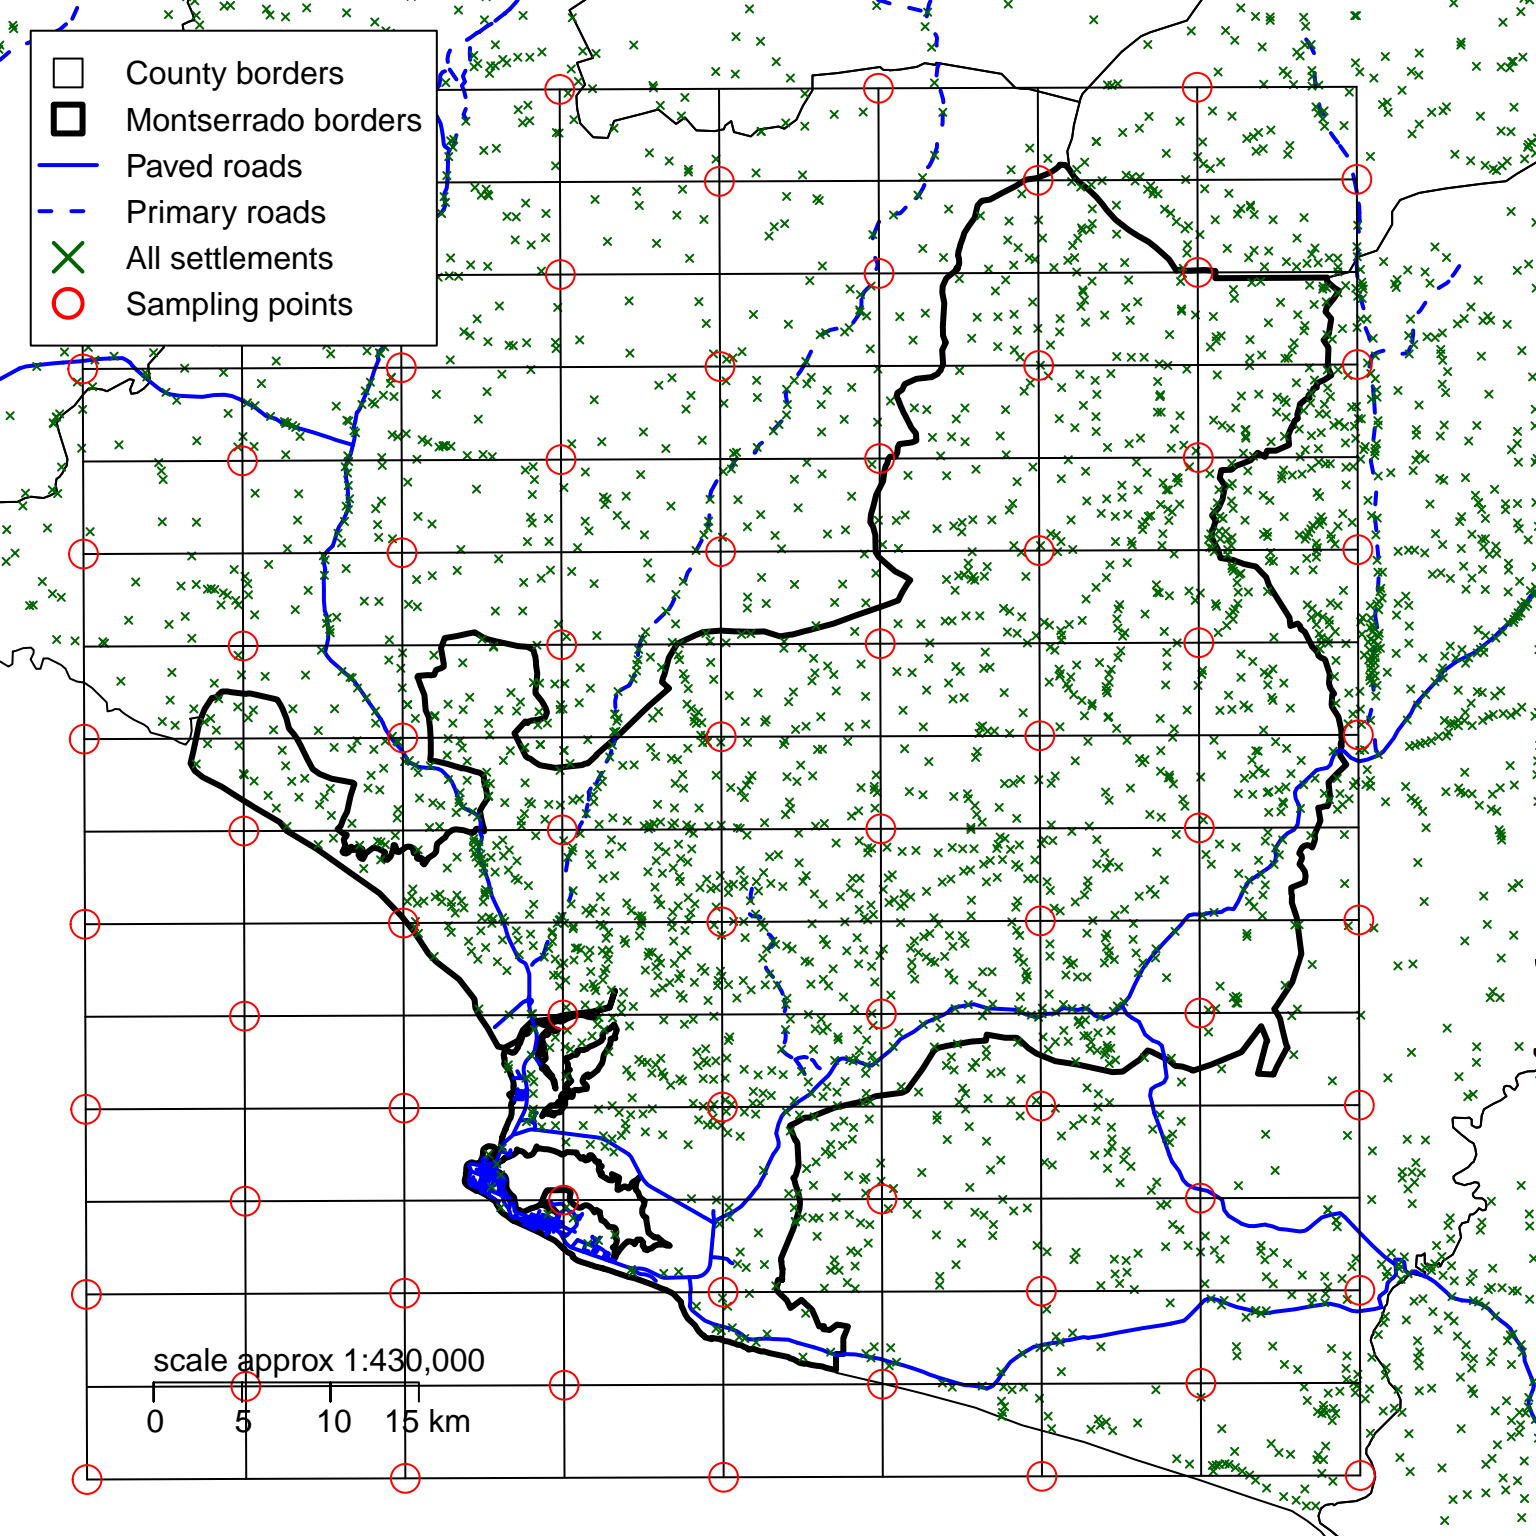 County borders
Montserrado borders
Paved roads
Primary roads
All settlements
Sampling points
scale approx 1:430,000
0 5 10 15 km